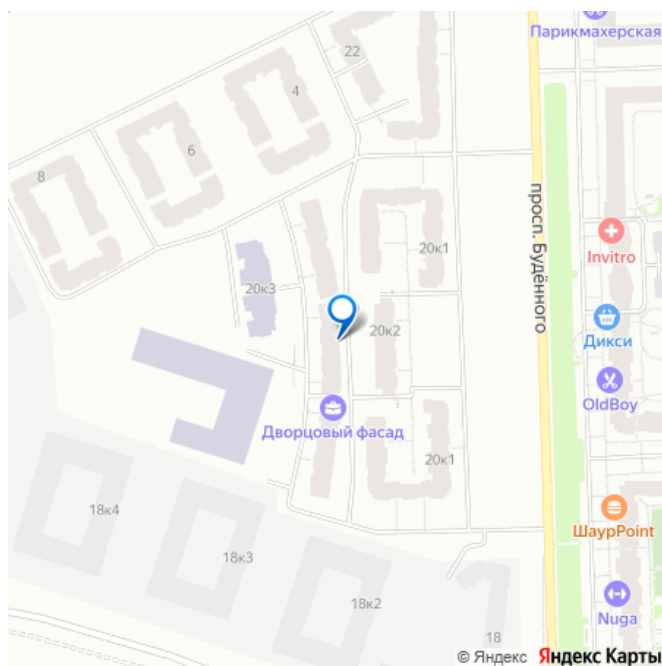 Парикмахерская
22
4
6
8
просп. Будённого
20к1
Invitro
20к3
20к2
Дикси
OldBoy
Дворцовый фасад
20к1
ШаурPoint
18к4
18к3
18к2
18
Nuga
© Яндекс Яндекс Карты